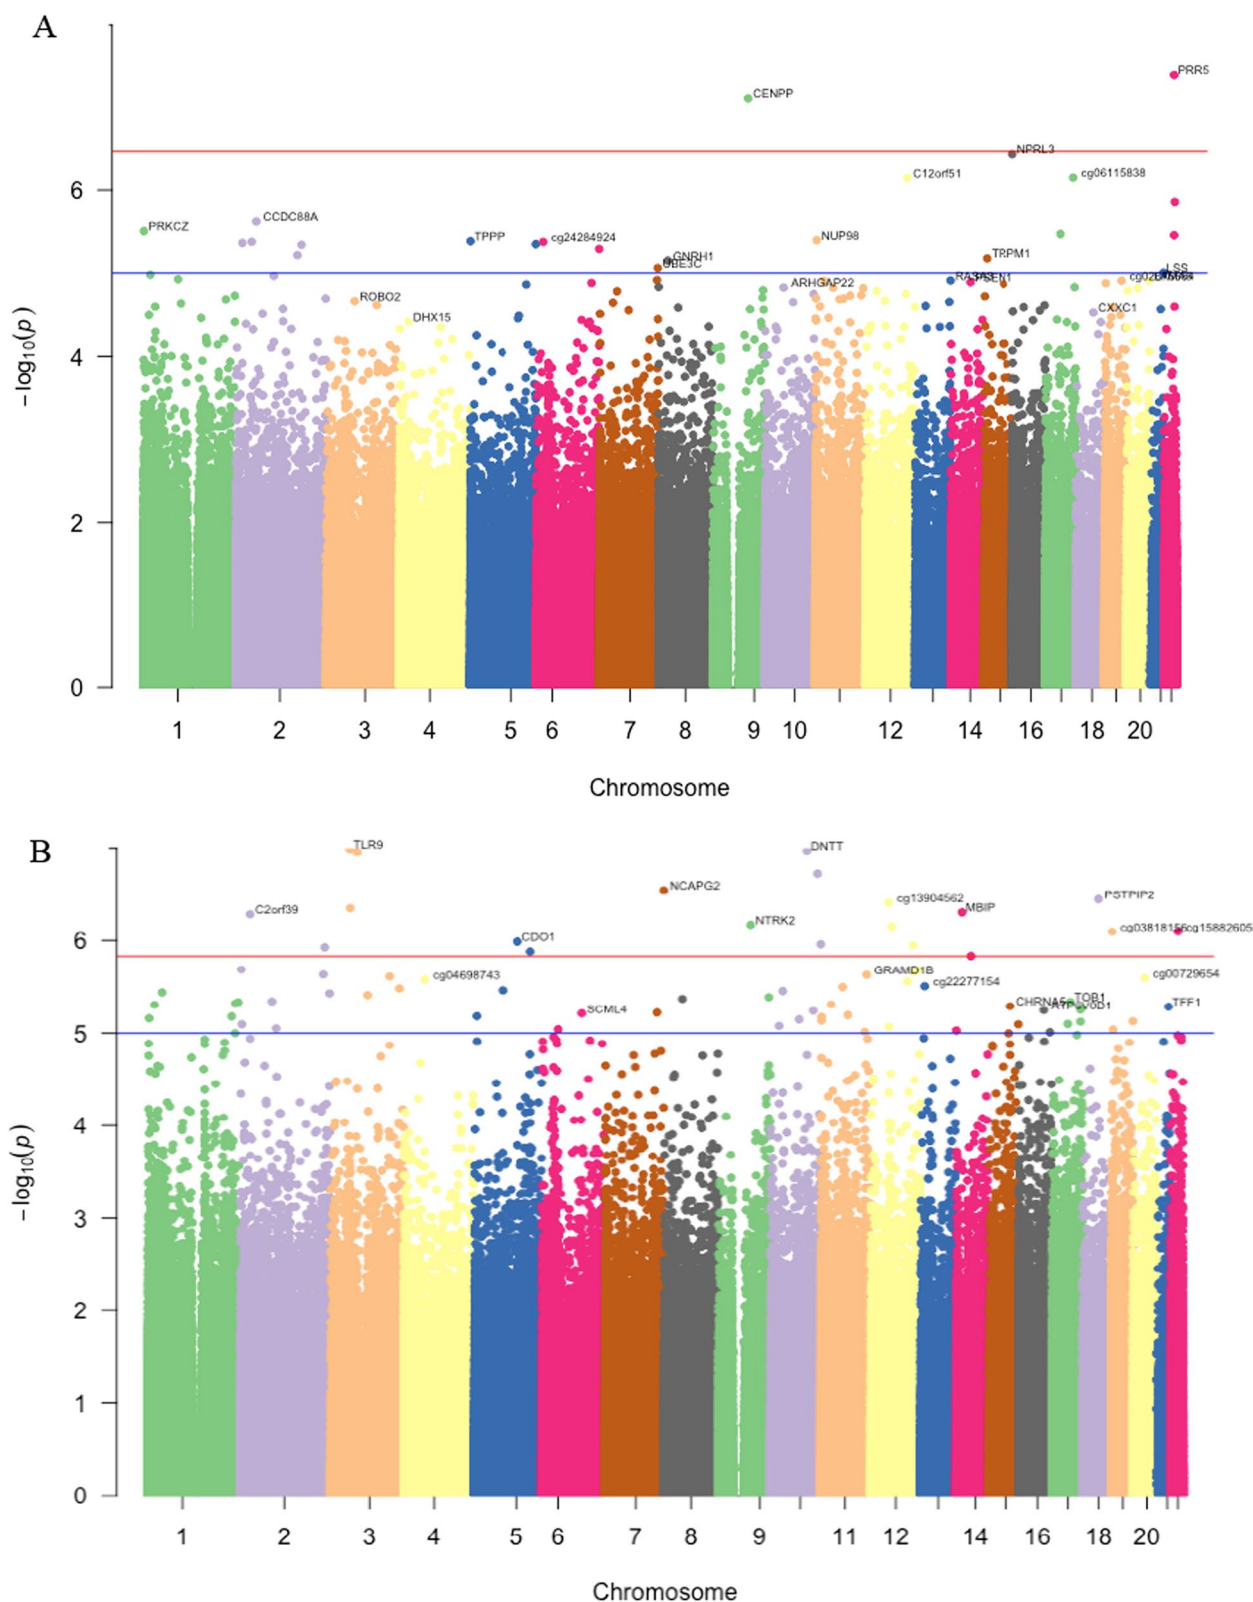 A
PRR5
CENPP
NPRL3
C12orf51
cg06115838
6
CCDC88A
PRKCZ
TPPP
cg24284924
NUP98
TRPM1
GNRH1
UBE3C
LSS
ARHGAP22
ROBO2
CXXC1
DHX15
4
−log10(p)
2
0
1 2 3 4 5 6 7 8 9 10 12 14 16 18 20
Chromosome
B
TLR9
DNTT
NCAPG2
cg13904562
PSTPIP2
C2orf39
MBIP
NTRK2
cg03818156
cg15882605
CDO1
6
cg04698743
GRAMD1B
cg00729654
cg22277154
SCML4
CHRNA5
TOB1
TFF1
5
4
−log10(p)
3
2
1
0
1 2 3 4 5 6 7 8 9 11 12 14 16 18 20
Chromosome